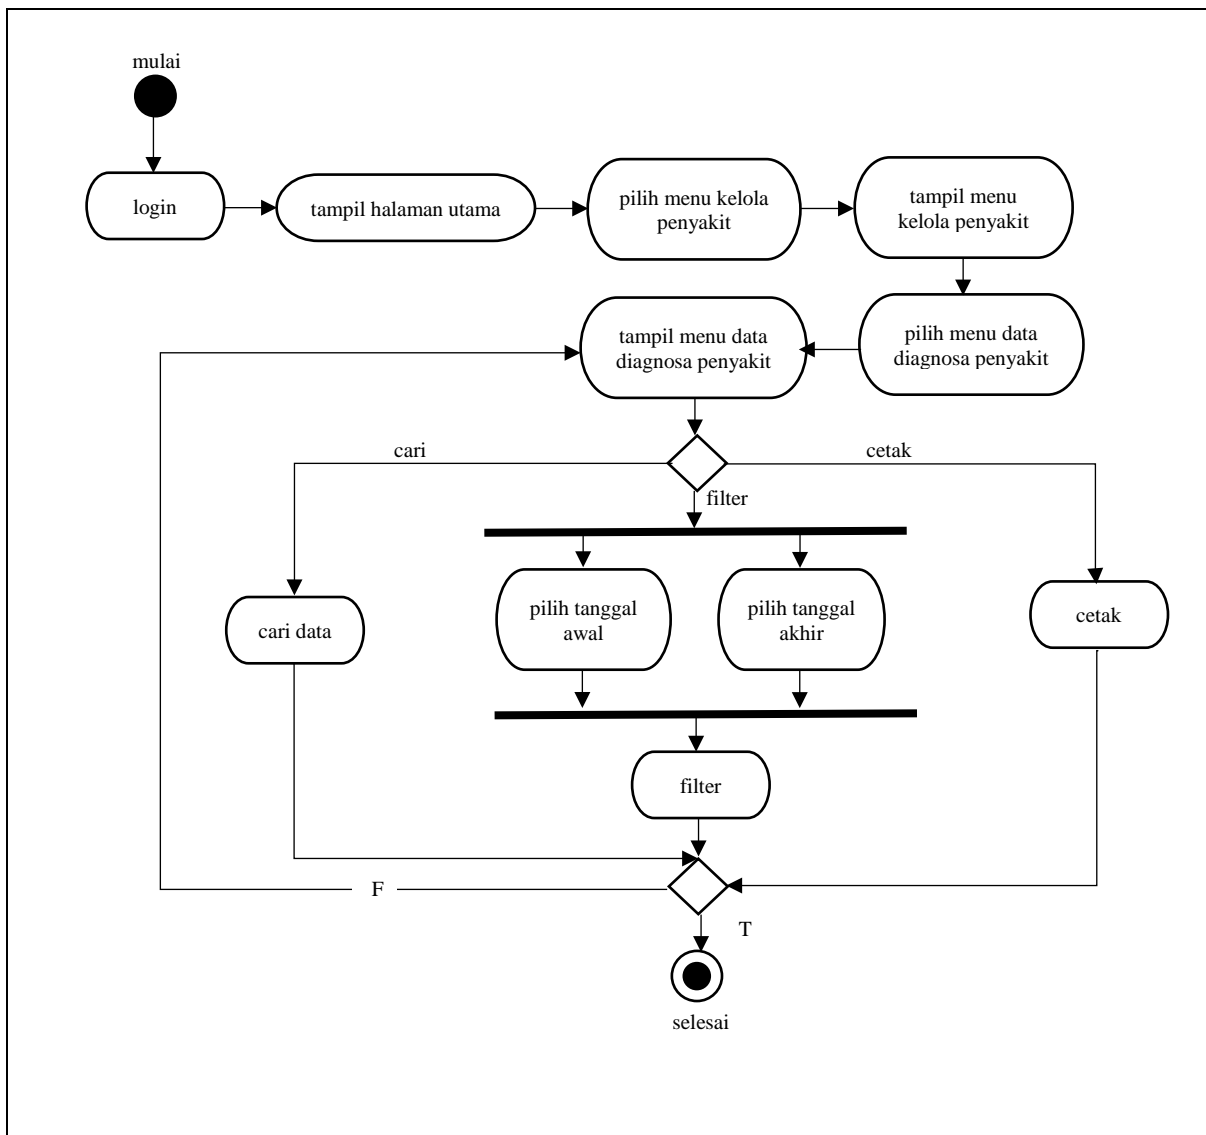 mulai
login
tampil halaman utama
pilih menu kelola
penyakit
tampil menu
kelola penyakit
tampil menu data
diagnosa penyakit
pilih menu data
diagnosa penyakit
cari
cetak
filter
cari data
pilih tanggal
awal
pilih tanggal
akhir
cetak
filter
F
T
selesai